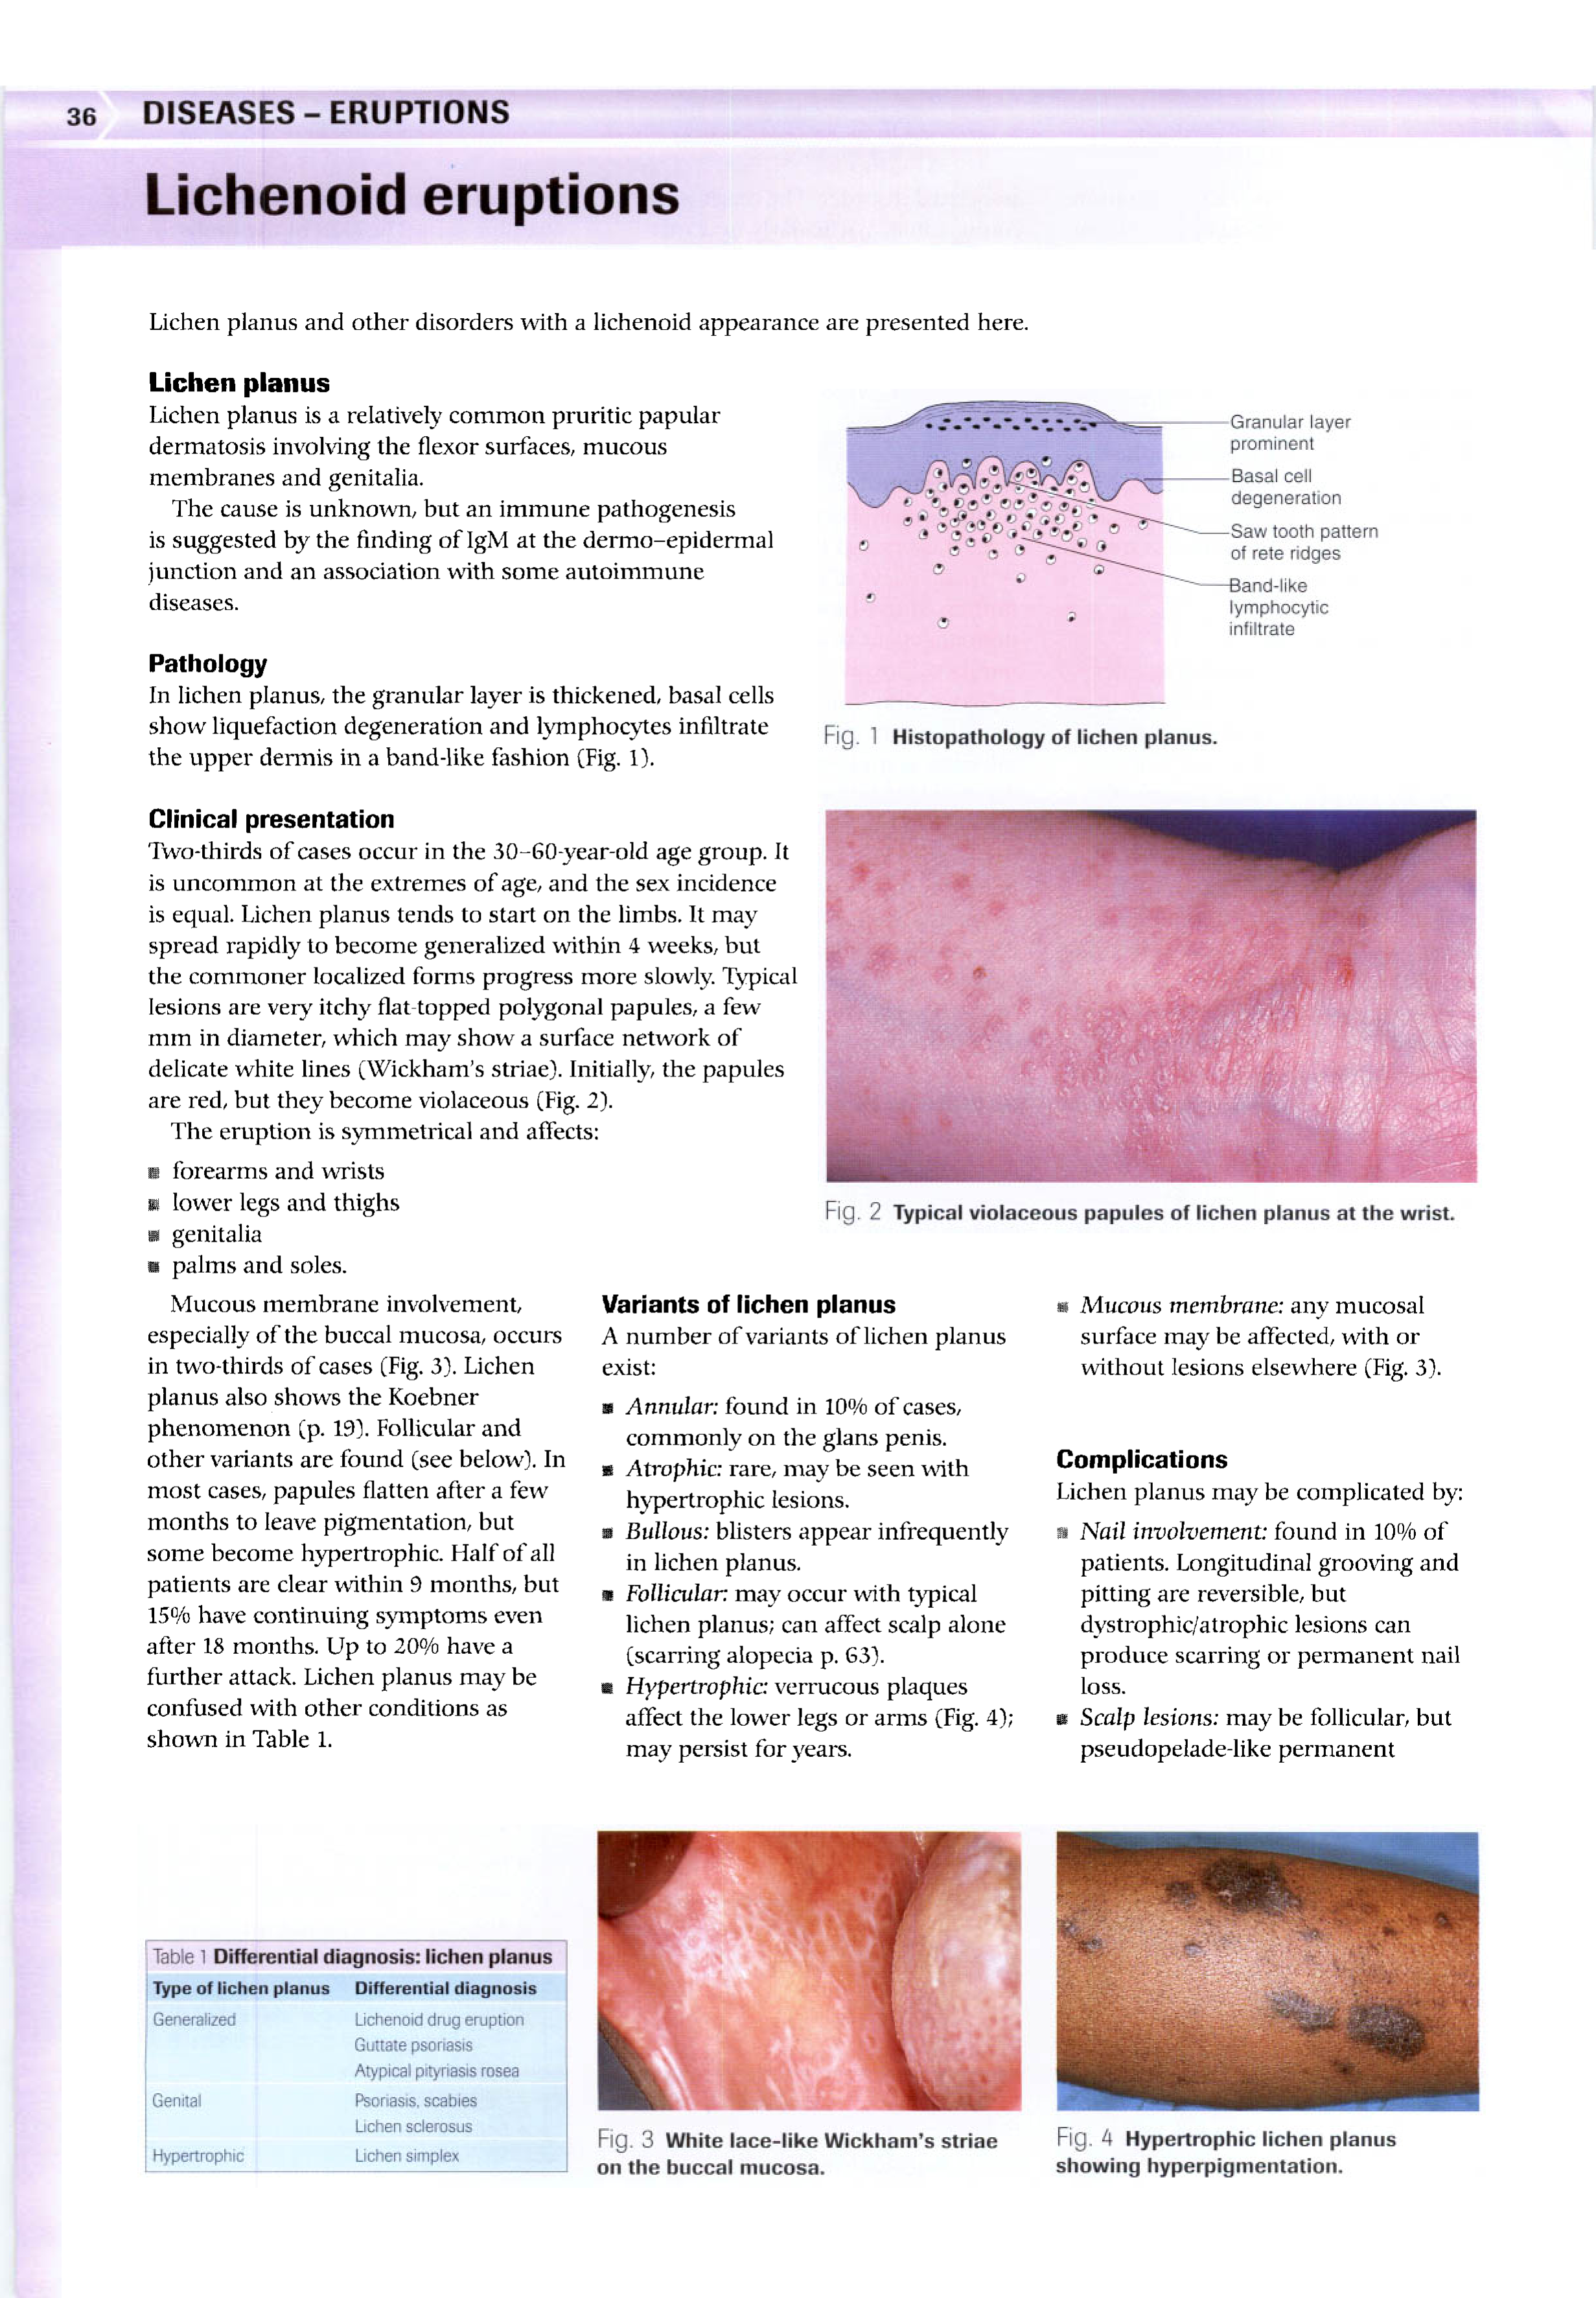 36
DISEASES – ERUPTIONS
Lichenoid eruptions
Lichen planus and other disorders with a lichenoid appearance are presented here.
Lichen planus
Lichen planus is a relatively common pruritic papular
dermatosis involving the flexor surfaces, mucous
membranes and genitalia.
The cause is unknown, but an immune pathogenesis
is suggested by the finding of IgM at the dermo–epidermal
junction and an association with some autoimmune
diseases.
Pathology
In lichen planus, the granular layer is thickened, basal cells
show liquefaction degeneration and lymphocytes infiltrate
the upper dermis in a band-like fashion (Fig. 1).
Clinical presentation
Two-thirds of cases occur in the 30–60-year-old age group. It
is uncommon at the extremes of age, and the sex incidence
is equal. Lichen planus tends to start on the limbs. It may
spread rapidly to become generalized within 4 weeks, but
the commoner localized forms progress more slowly. Typical
lesions are very itchy flat-topped polygonal papules, a few
mm in diameter, which may show a surface network of
delicate white lines (Wickham's striae). Initially, the papules
are red, but they become violaceous (Fig. 2).
The eruption is symmetrical and affects:
■ forearms and wrists
■ lower legs and thighs
■ genitalia
■ palms and soles.
Granular layer
prominent
Basal cell
degeneration
Saw tooth pattern
of rete ridges
Band-like
lymphocytic
infiltrate
Fig. 1 Histopathology of lichen planus.
Fig. 2 Typical violaceous papules of lichen planus at the wrist.
Mucous membrane involvement,
especially of the buccal mucosa, occurs
in two-thirds of cases (Fig. 3). Lichen
planus also shows the Koebner
phenomenon (p. 19). Follicular and
other variants are found (see below). In
most cases, papules flatten after a few
months to leave pigmentation, but
some become hypertrophic. Half of all
patients are clear within 9 months, but
15% have continuing symptoms even
after 18 months. Up to 20% have a
further attack. Lichen planus may be
confused with other conditions as
shown in Table 1.
Variants of lichen planus
A number of variants of lichen planus
exist:
■ Annular: found in 10% of cases,
commonly on the glans penis.
■ Atrophic: rare, may be seen with
hypertrophic lesions.
■ Bullous: blisters appear infrequently
in lichen planus.
■ Follicular: may occur with typical
lichen planus; can affect scalp alone
(scarring alopecia p. 63).
■ Hypertrophic: verrucous plaques
affect the lower legs or arms (Fig. 4);
may persist for years.
■ Mucous membrane: any mucosal
surface may be affected, with or
without lesions elsewhere (Fig. 3).
Complications
Lichen planus may be complicated by:
■ Nail involvement: found in 10% of
patients. Longitudinal grooving and
pitting are reversible, but
dystrophic/atrophic lesions can
produce scarring or permanent nail
loss.
■ Scalp lesions: may be follicular, but
pseudopelade-like permanent
Table 1 Differential diagnosis: lichen planus
Type of lichen planus Differential diagnosis
Generalized Lichenoid drug eruption
Guttate psoriasis
Atypical pityriasis rosea
Genital Psoriasis, scabies
Lichen sclerosus
Hypertrophic Lichen simplex
Fig. 3 White lace-like Wickham's striae
on the buccal mucosa.
Fig. 4 Hypertrophic lichen planus
showing hyperpigmentation.